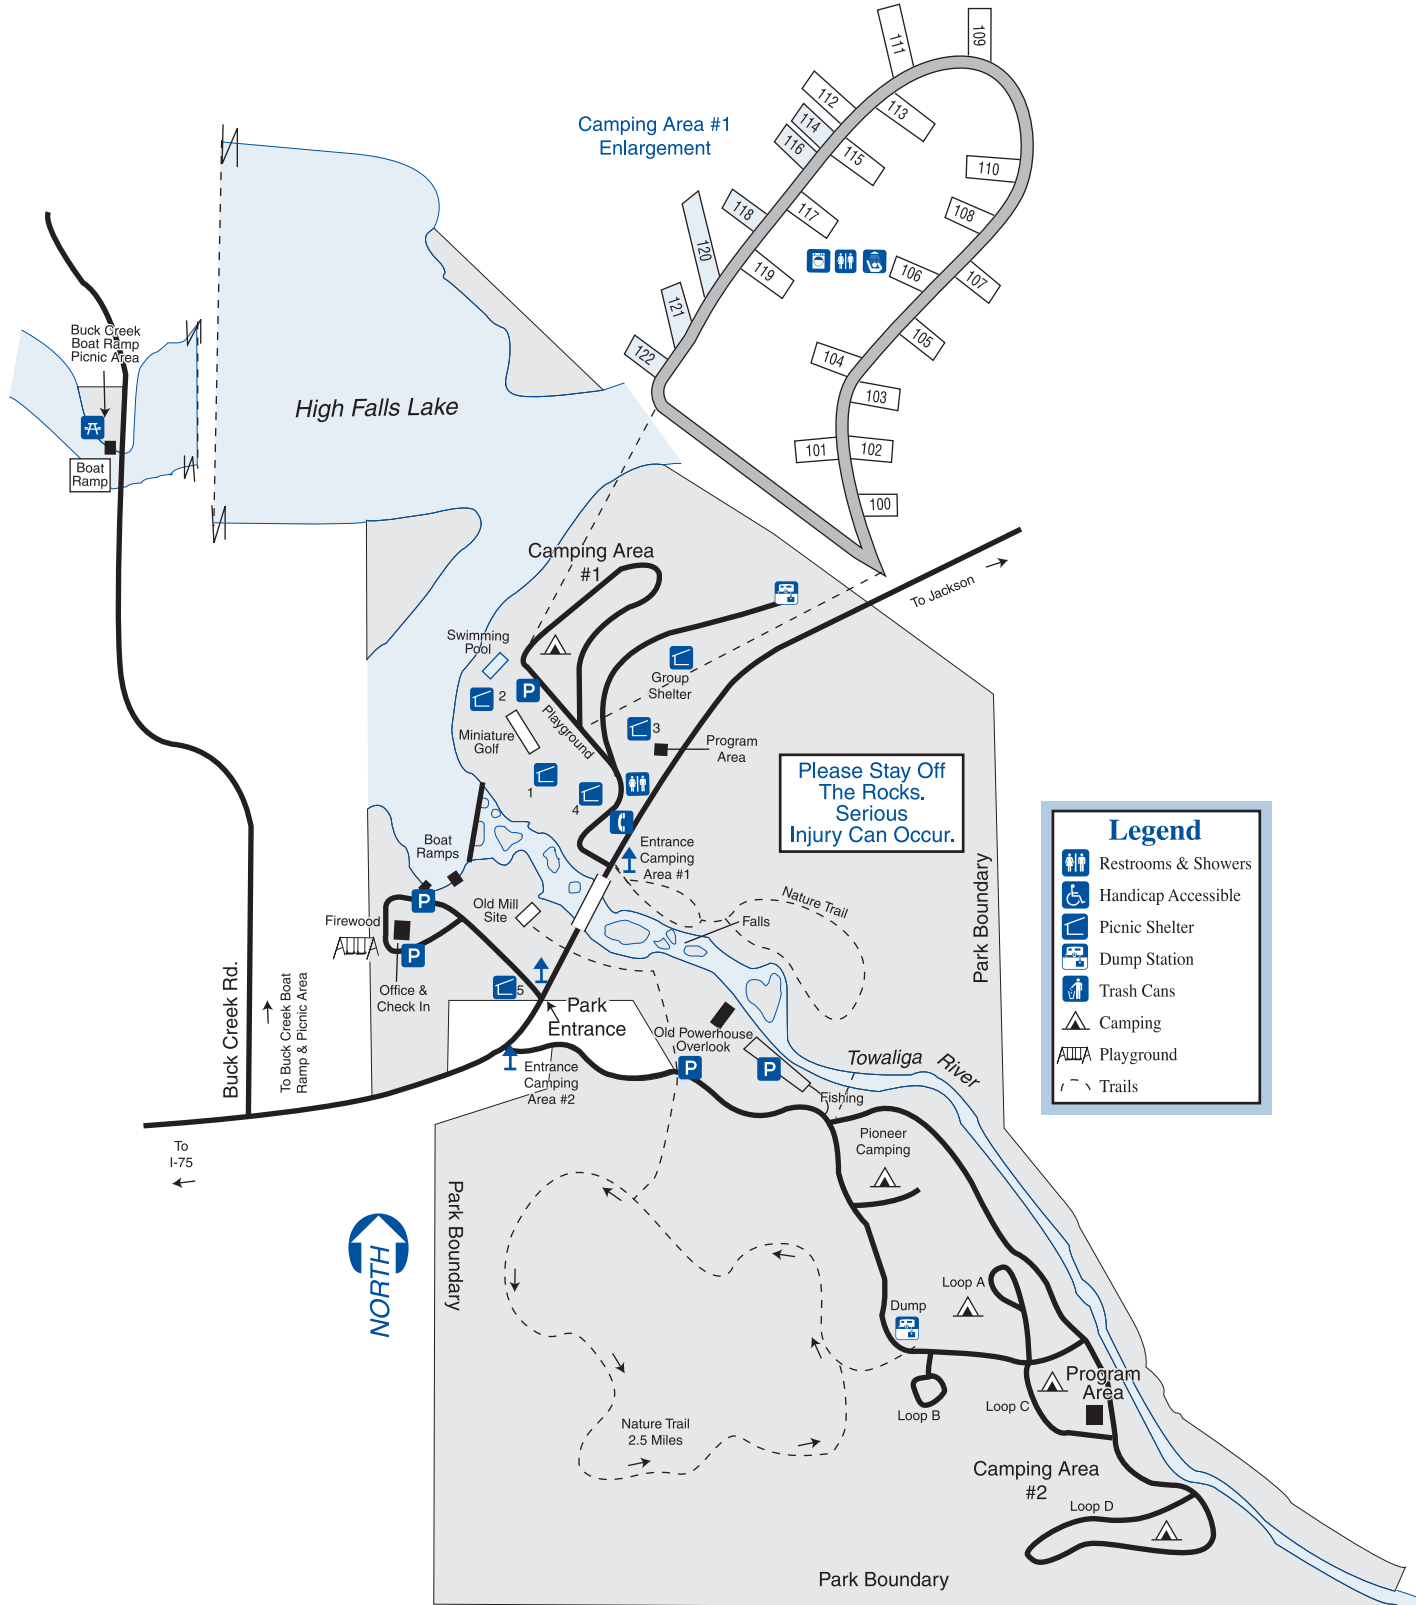 109
111
112
113
114
115
116
110
117
118
108
120
119
106
107
121
105
122
104
103
101
102
100
Camping Area #1
Enlargement
Buck Creek
Boat Ramp
Picnic Area
Boat
Ramp
High Falls Lake
Camping Area
#1
To Jackson
Swimming
Pool
2
P
Group
Shelter
Playground
Miniature
Golf
3
Program
Area
1
4
Please Stay Off
The Rocks.
Serious
Injury Can Occur.
Boat
Ramps
Entrance
Camping
Area #1
Nature Trail
Falls
Park Boundary
Old Mill
Site
P
Firewood
P
Office &
Check In
5
Park
Entrance
Buck Creek Rd.
To Buck Creek Boat
Ramp & Picnic Area
Entrance
Camping
Area #2
Old Powerhouse
Overlook
P
P
Fishing
Towaliga River
To
I-75
Legend
Restrooms & Showers
Handicap Accessible
Picnic Shelter
Dump Station
Trash Cans
Camping
Playground
Trails
Pioneer
Camping
Park Boundary
NORTH
Loop A
Dump
Program
Area
Loop B
Loop C
Nature Trail
2.5 Miles
Camping Area
#2
Loop D
Park Boundary